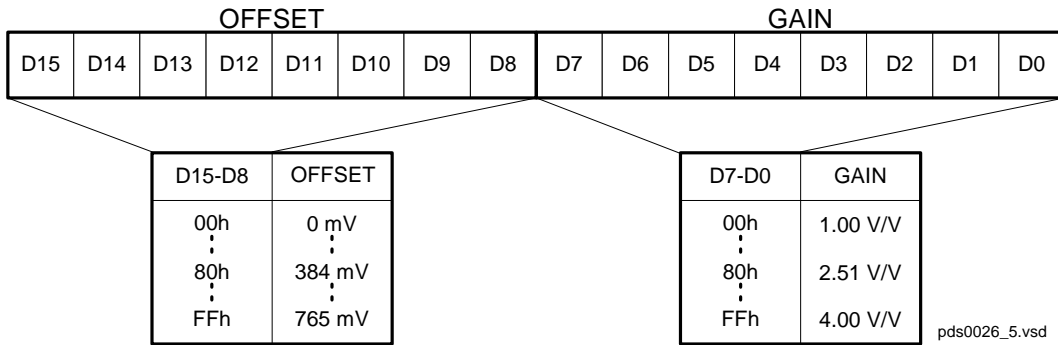 OFFSET GAIN
D15 D14 D13 D12 D11 D10 D9 D8 D7 D6 D5 D4 D3 D2 D1 D0
D15-D8 OFFSET
00h 0 mV
80h 384 mV
FFh 765 mV
D7-D0 GAIN
00h 1.00 V/V
80h 2.51 V/V
FFh 4.00 V/V
pds0026_5.vsd